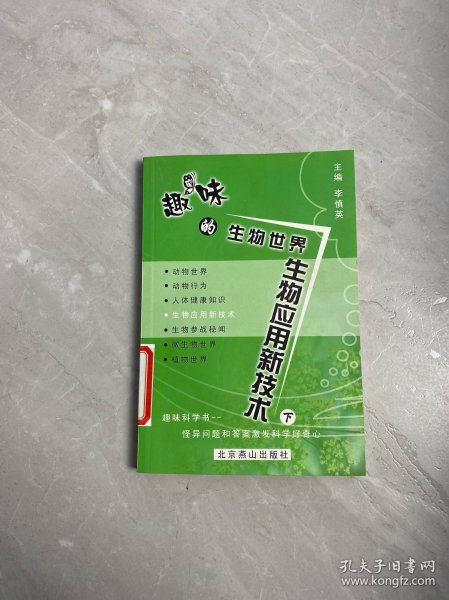 主编 李慎英
趣味
的 生物世界
生物应用新技术
下
• 动物世界
• 动物行为
• 人体健康知识
• 生物应用新技术
• 生物参战秘闻
• 微生物世界
• 植物世界
趣味科学书--
怪异问题和答案激发科学好奇心
北京燕山出版社
孔夫子旧书网
www.kongfz.com